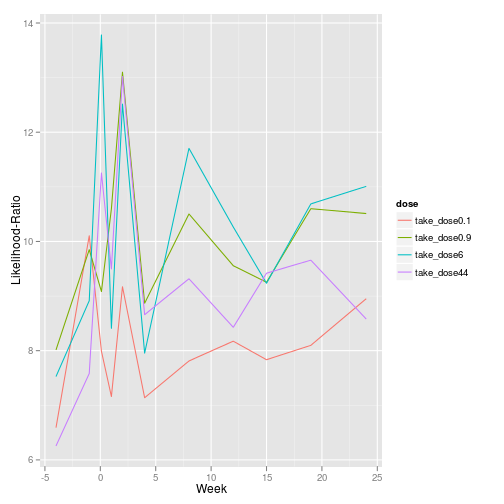 14
12
10
8
6
Likelihood-Ratio
-5
0
5
10
15
20
25
Week
dose
take_dose0.1
take_dose0.9
take_dose6
take_dose44